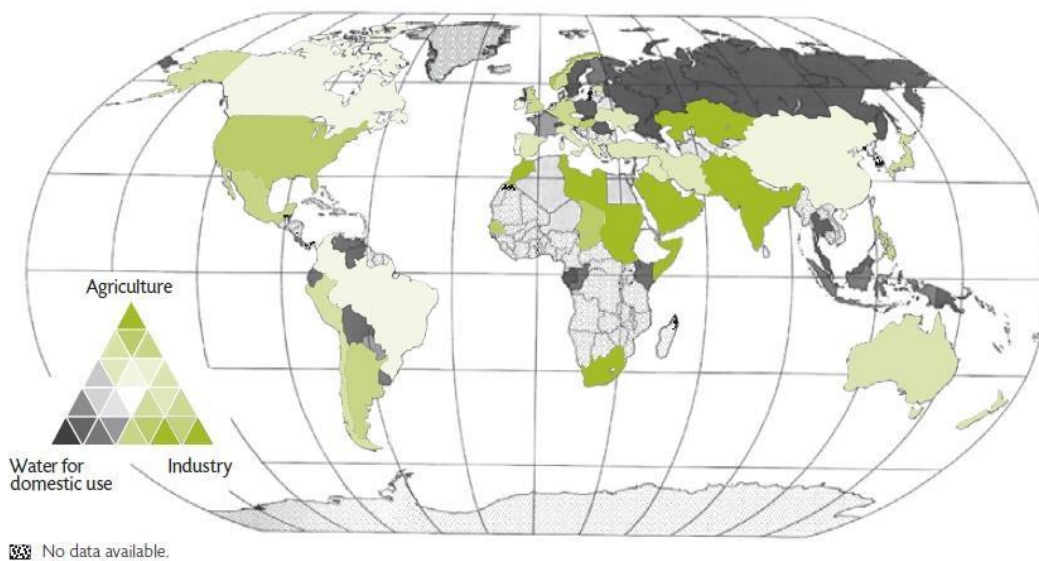 Agriculture
Water for
domestic use
Industry
No data available.